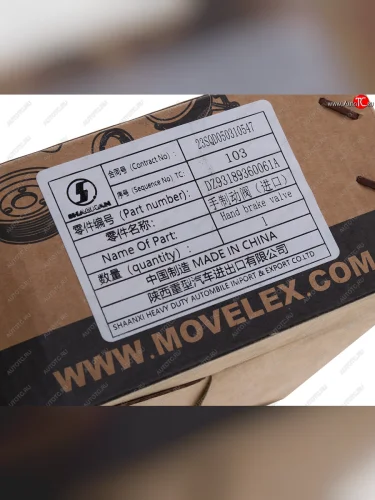 合同号(Contract No): 23SQD050310547
序号(Sequence No) TC: 103
零件编号 (Part number): DZ93189360061A
零件名称: 手制动阀 (进口)
Name Of Part: Hand brake valve
数量 (quantity):
中国制造 MADE IN CHINA
陕西重型汽车进出口有限公司
SHAANXI HEAVY DUTY AUTOMBILE IMPORT & EXPORT CO.LTD
SHACMAN
WWW.MOVELEX.COM